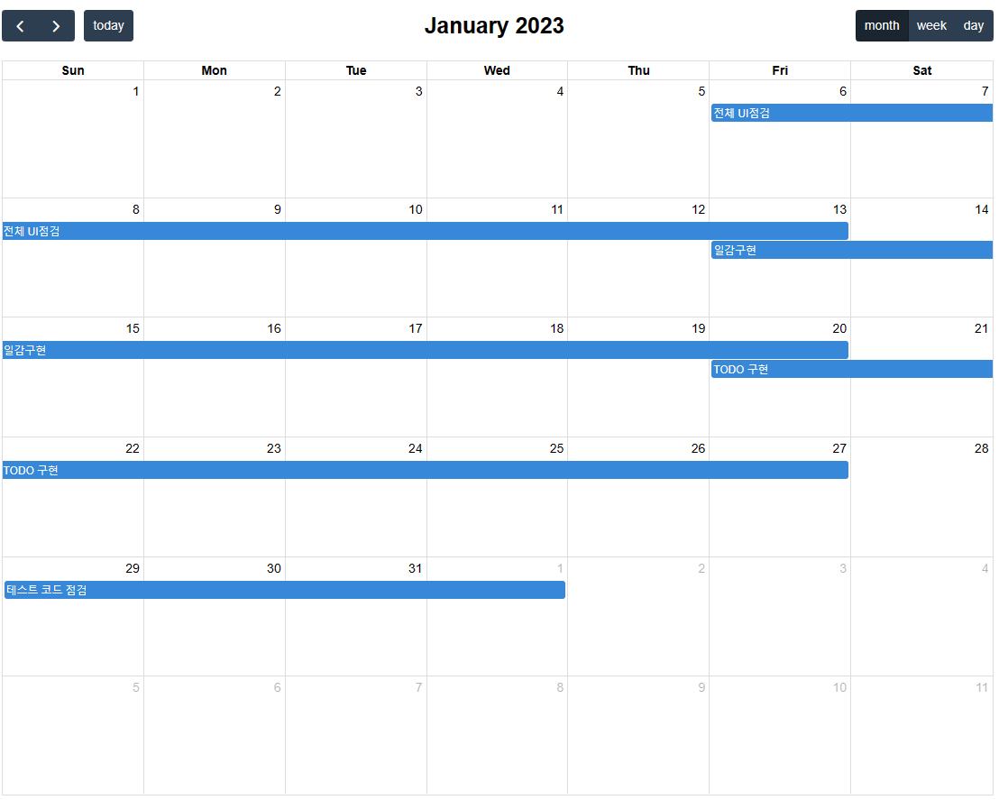 today
January 2023
month week day
Sun Mon Tue Wed Thu Fri Sat
1 2 3 4 5 6 7
전체 UI점검
8 9 10 11 12 13 14
전체 UI점검
일감구현
15 16 17 18 19 20 21
일감구현
TODO 구현
22 23 24 25 26 27 28
TODO 구현
29 30 31 1 2 3 4
테스트 코드 점검
5 6 7 8 9 10 11